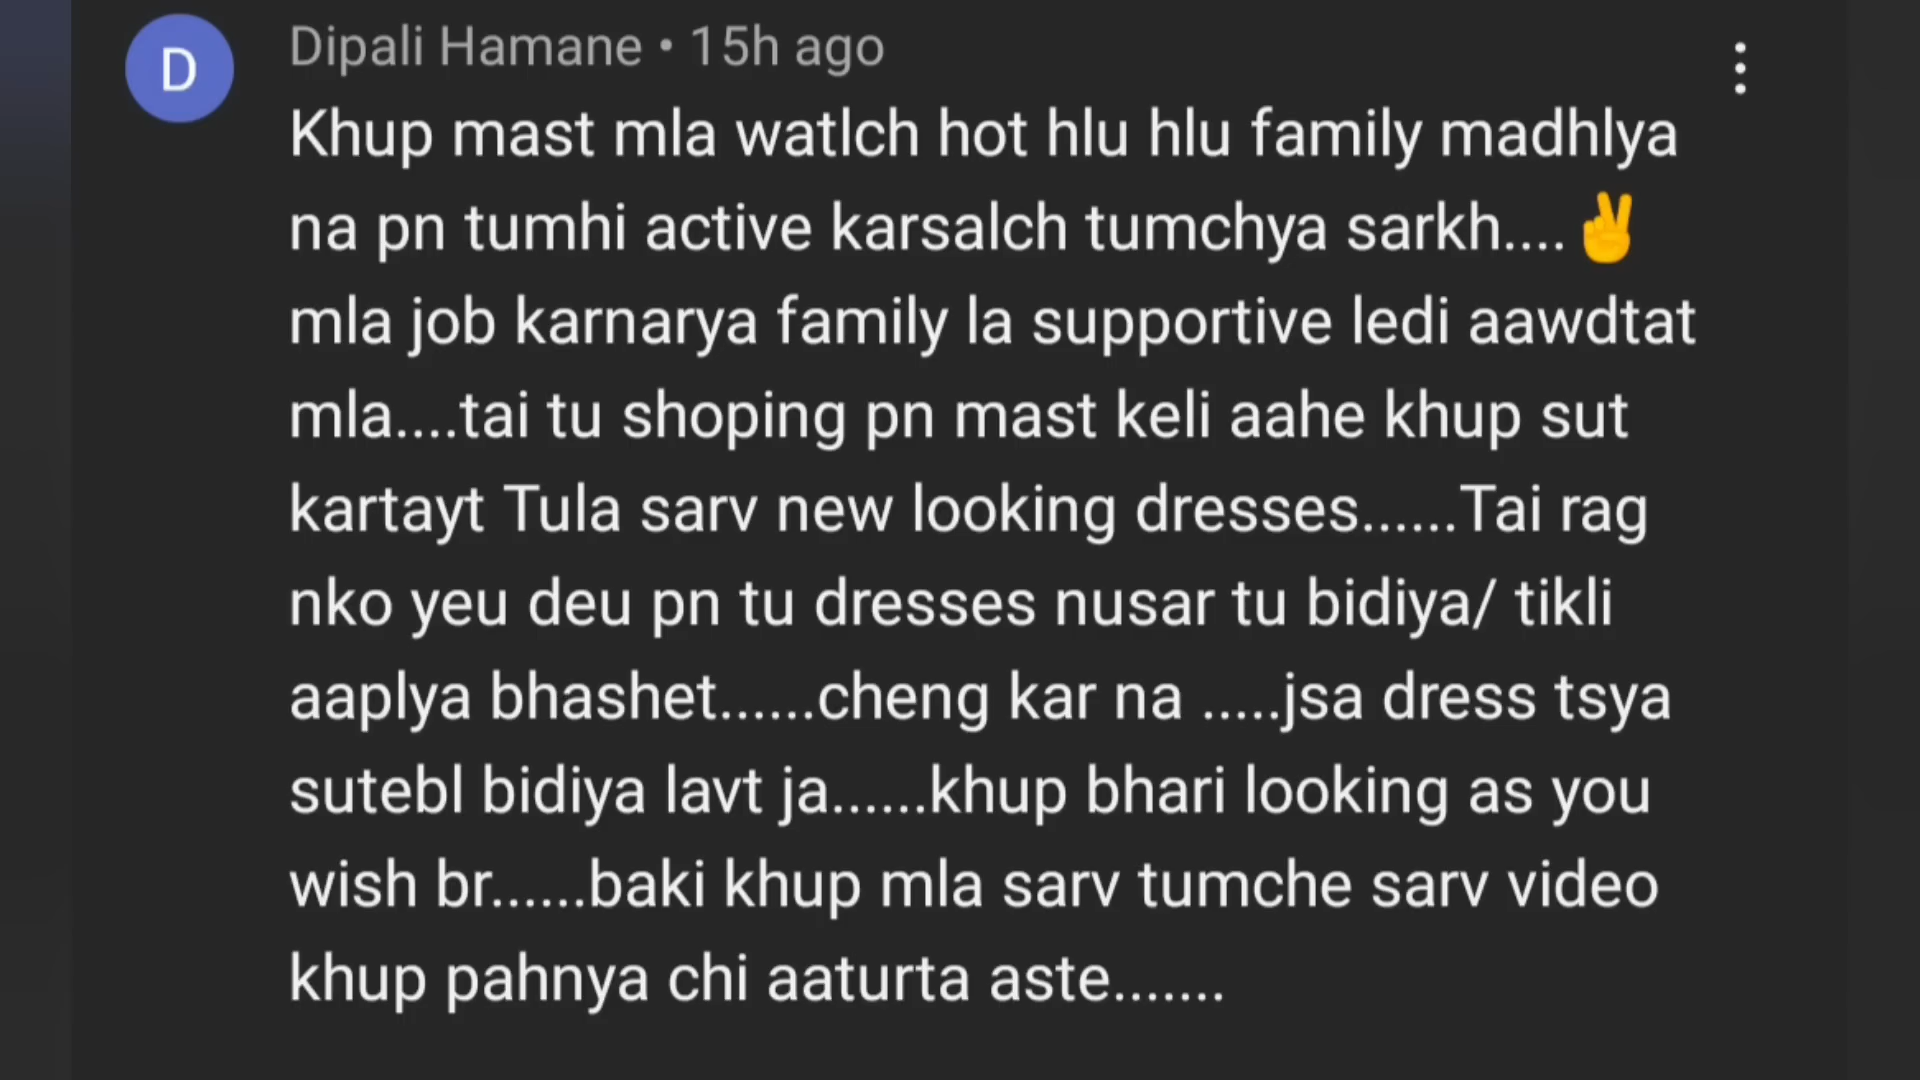 D
Dipali Hamane • 15h ago
Khup mast mla watlch hot hlu hlu family madhlya
na pn tumhi active karsalch tumchya sarkh....✌
mla job karnarya family la supportive ledi aawdtat
mla....tai tu shoping pn mast keli aahe khup sut
kartayt Tula sarv new looking dresses......Tai rag
nko yeu deu pn tu dresses nusar tu bidiya/ tikli
aaplya bhashet......cheng kar na .....jsa dress tsya
sutebl bidiya lavt ja......khup bhari looking as you
wish br......baki khup mla sarv tumche sarv video
khup pahnya chi aaturta aste.......